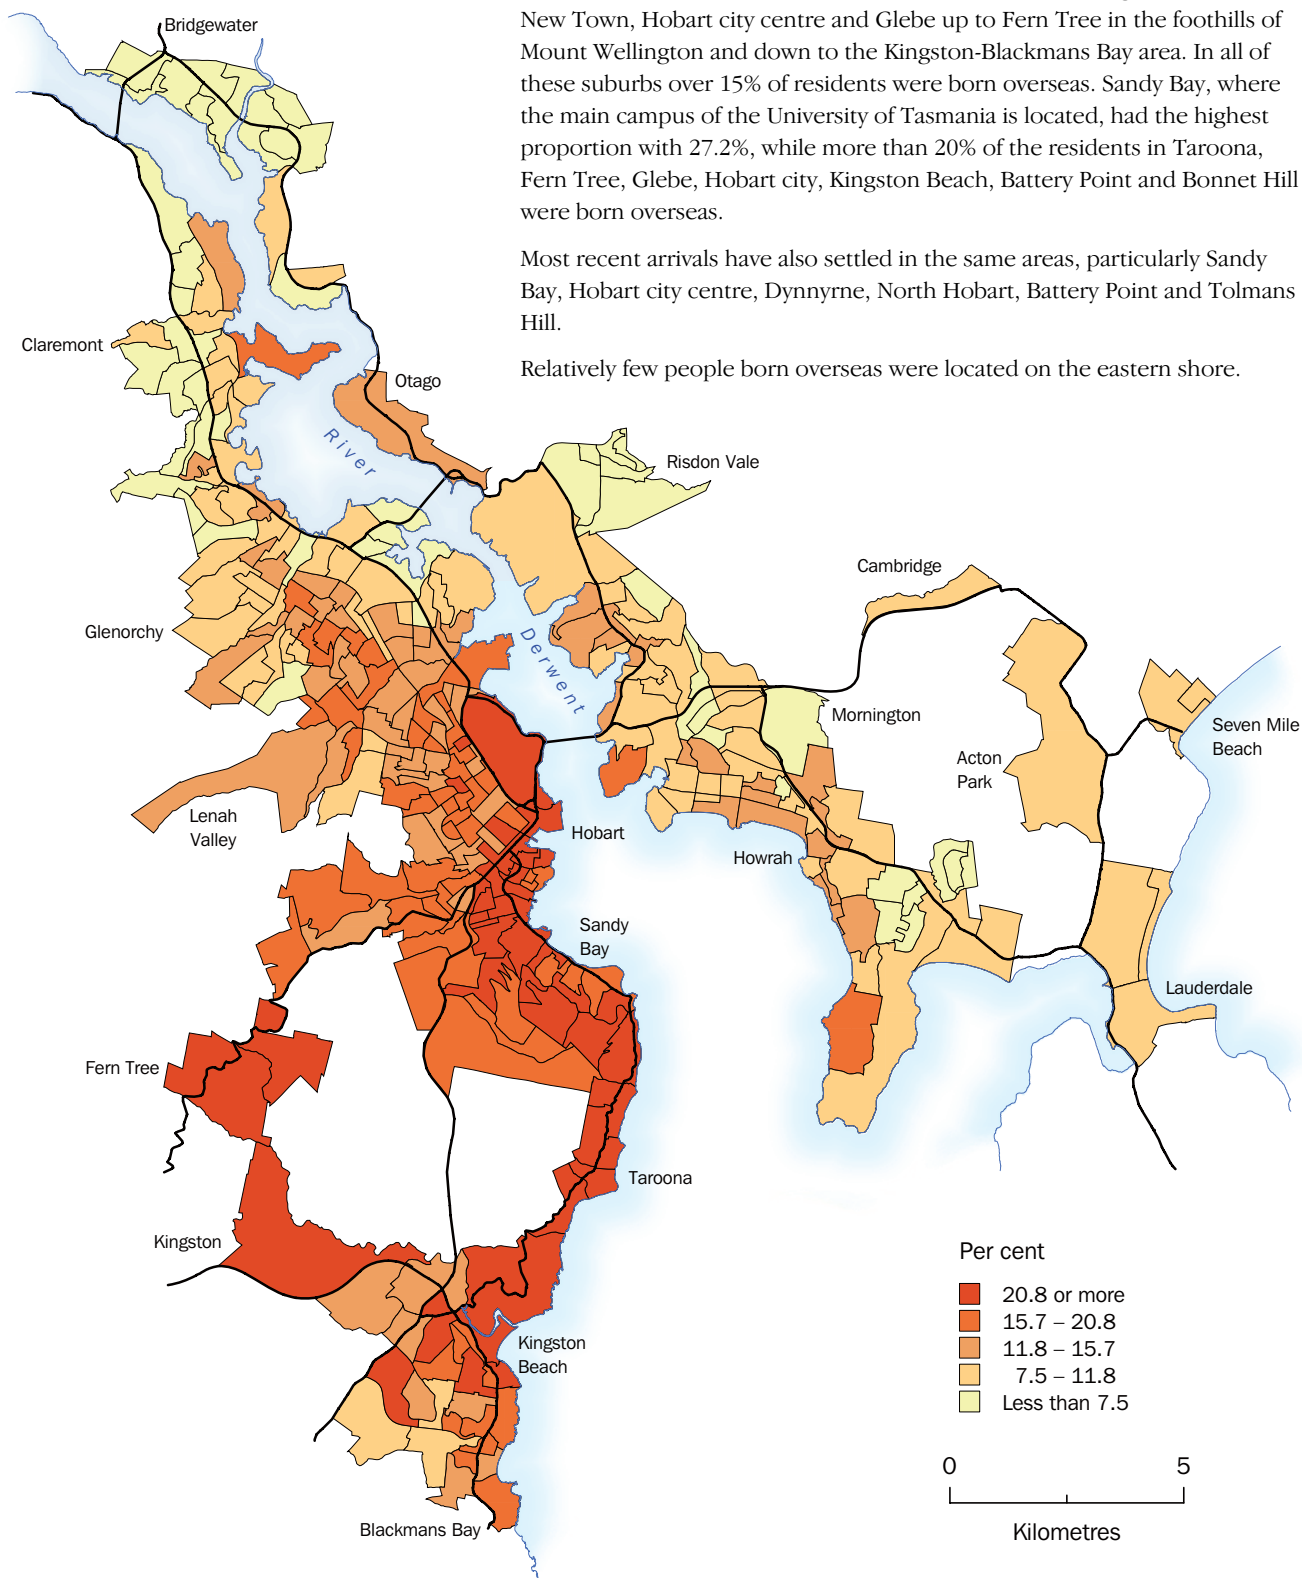 New Town, Hobart city centre and Glebe up to Fern Tree in the foothills of
Mount Wellington and down to the Kingston-Blackmans Bay area. In all of
these suburbs over 15% of residents were born overseas. Sandy Bay, where
the main campus of the University of Tasmania is located, had the highest
proportion with 27.2%, while more than 20% of the residents in Taroona,
Fern Tree, Glebe, Hobart city, Kingston Beach, Battery Point and Bonnet Hill
were born overseas.
Most recent arrivals have also settled in the same areas, particularly Sandy
Bay, Hobart city centre, Dynnyrne, North Hobart, Battery Point and Tolmans
Hill.
Relatively few people born overseas were located on the eastern shore.
Bridgewater
Claremont
Otago
River
Risdon Vale
Cambridge
Glenorchy
Derwent
Mornington
Seven Mile
Beach
Acton
Park
Lenah
Valley
Hobart
Howrah
Sandy
Bay
Lauderdale
Fern Tree
Taroona
Kingston
Kingston
Beach
Blackmans Bay
Per cent
20.8 or more
15.7 – 20.8
11.8 – 15.7
7.5 – 11.8
Less than 7.5
0 5
Kilometres